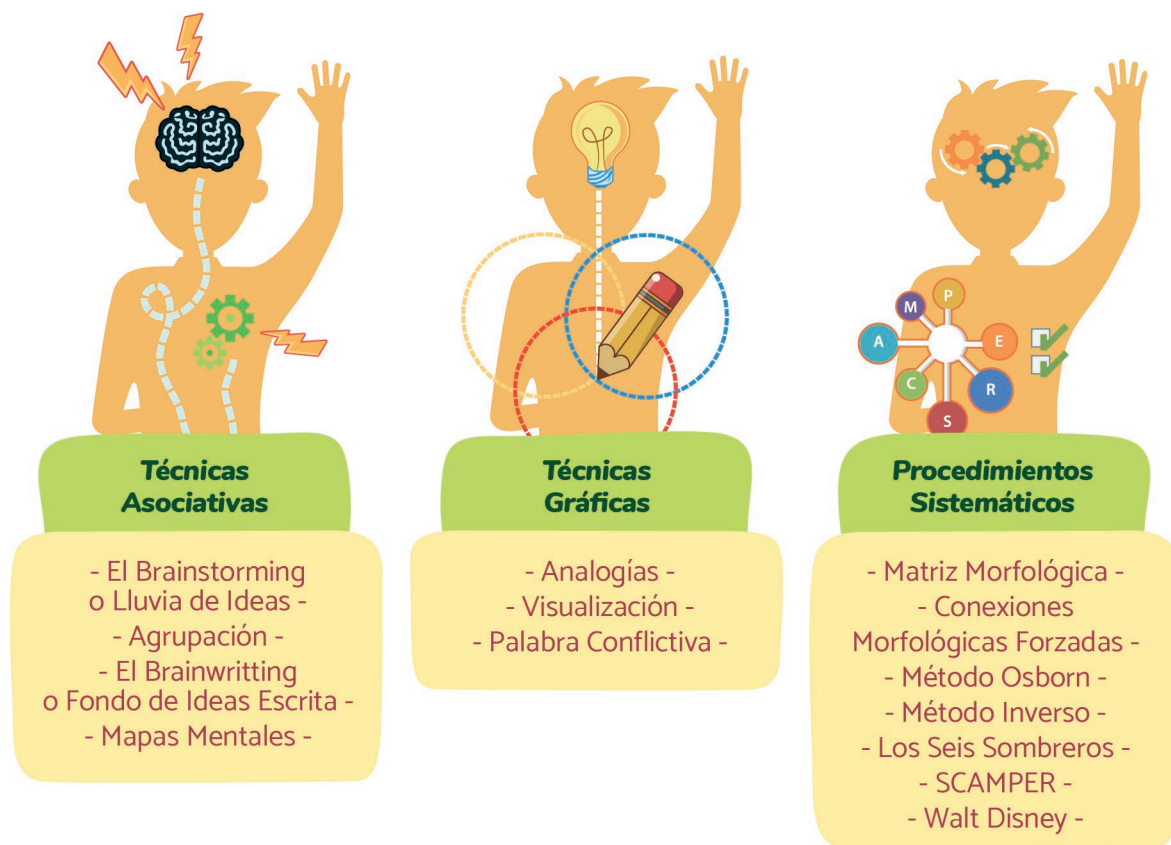 Técnicas
Asociativas
- El Brainstorming
o Lluvia de Ideas -
- Agrupación -
- El Brainwritting
o Fondo de Ideas Escrita -
- Mapas Mentales -
Técnicas
Gráficas
- Analogías -
- Visualización -
- Palabra Conflictiva -
P
M
A
E
C
R
S
Procedimientos
Sistemáticos
- Matriz Morfológica -
- Conexiones
Morfológicas Forzadas -
- Método Osborn -
- Método Inverso -
- Los Seis Sombreros -
- SCAMPER -
- Walt Disney -